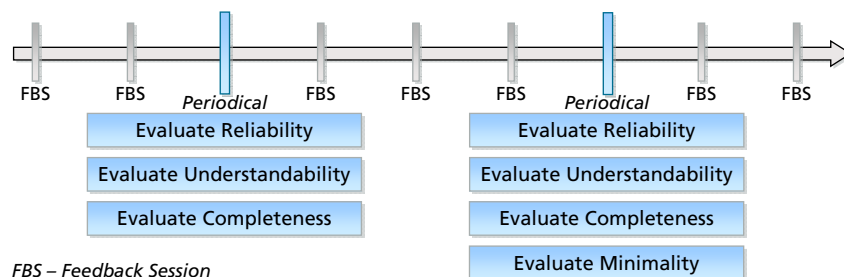 FBS FBS Periodical FBS FBS FBS Periodical FBS FBS
Evaluate Reliability Evaluate Reliability
Evaluate Understandability Evaluate Understandability
Evaluate Completeness Evaluate Completeness
Evaluate Minimality
FBS – Feedback Session